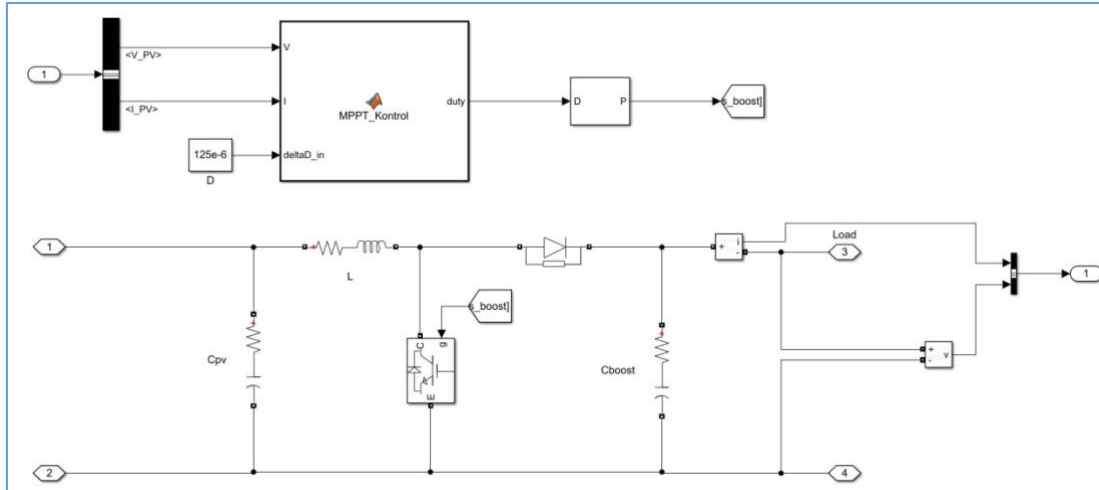 <V_PV>
1
<I_PV>
V
I
deltaD_in
duty
MPPT_Kontrol
125e-6
D
D
P
s_boost]
1
L
Load
i
+
-
3
s_boost]
C
g
E
Cpv
Cboost
1
+
-
v
2
4